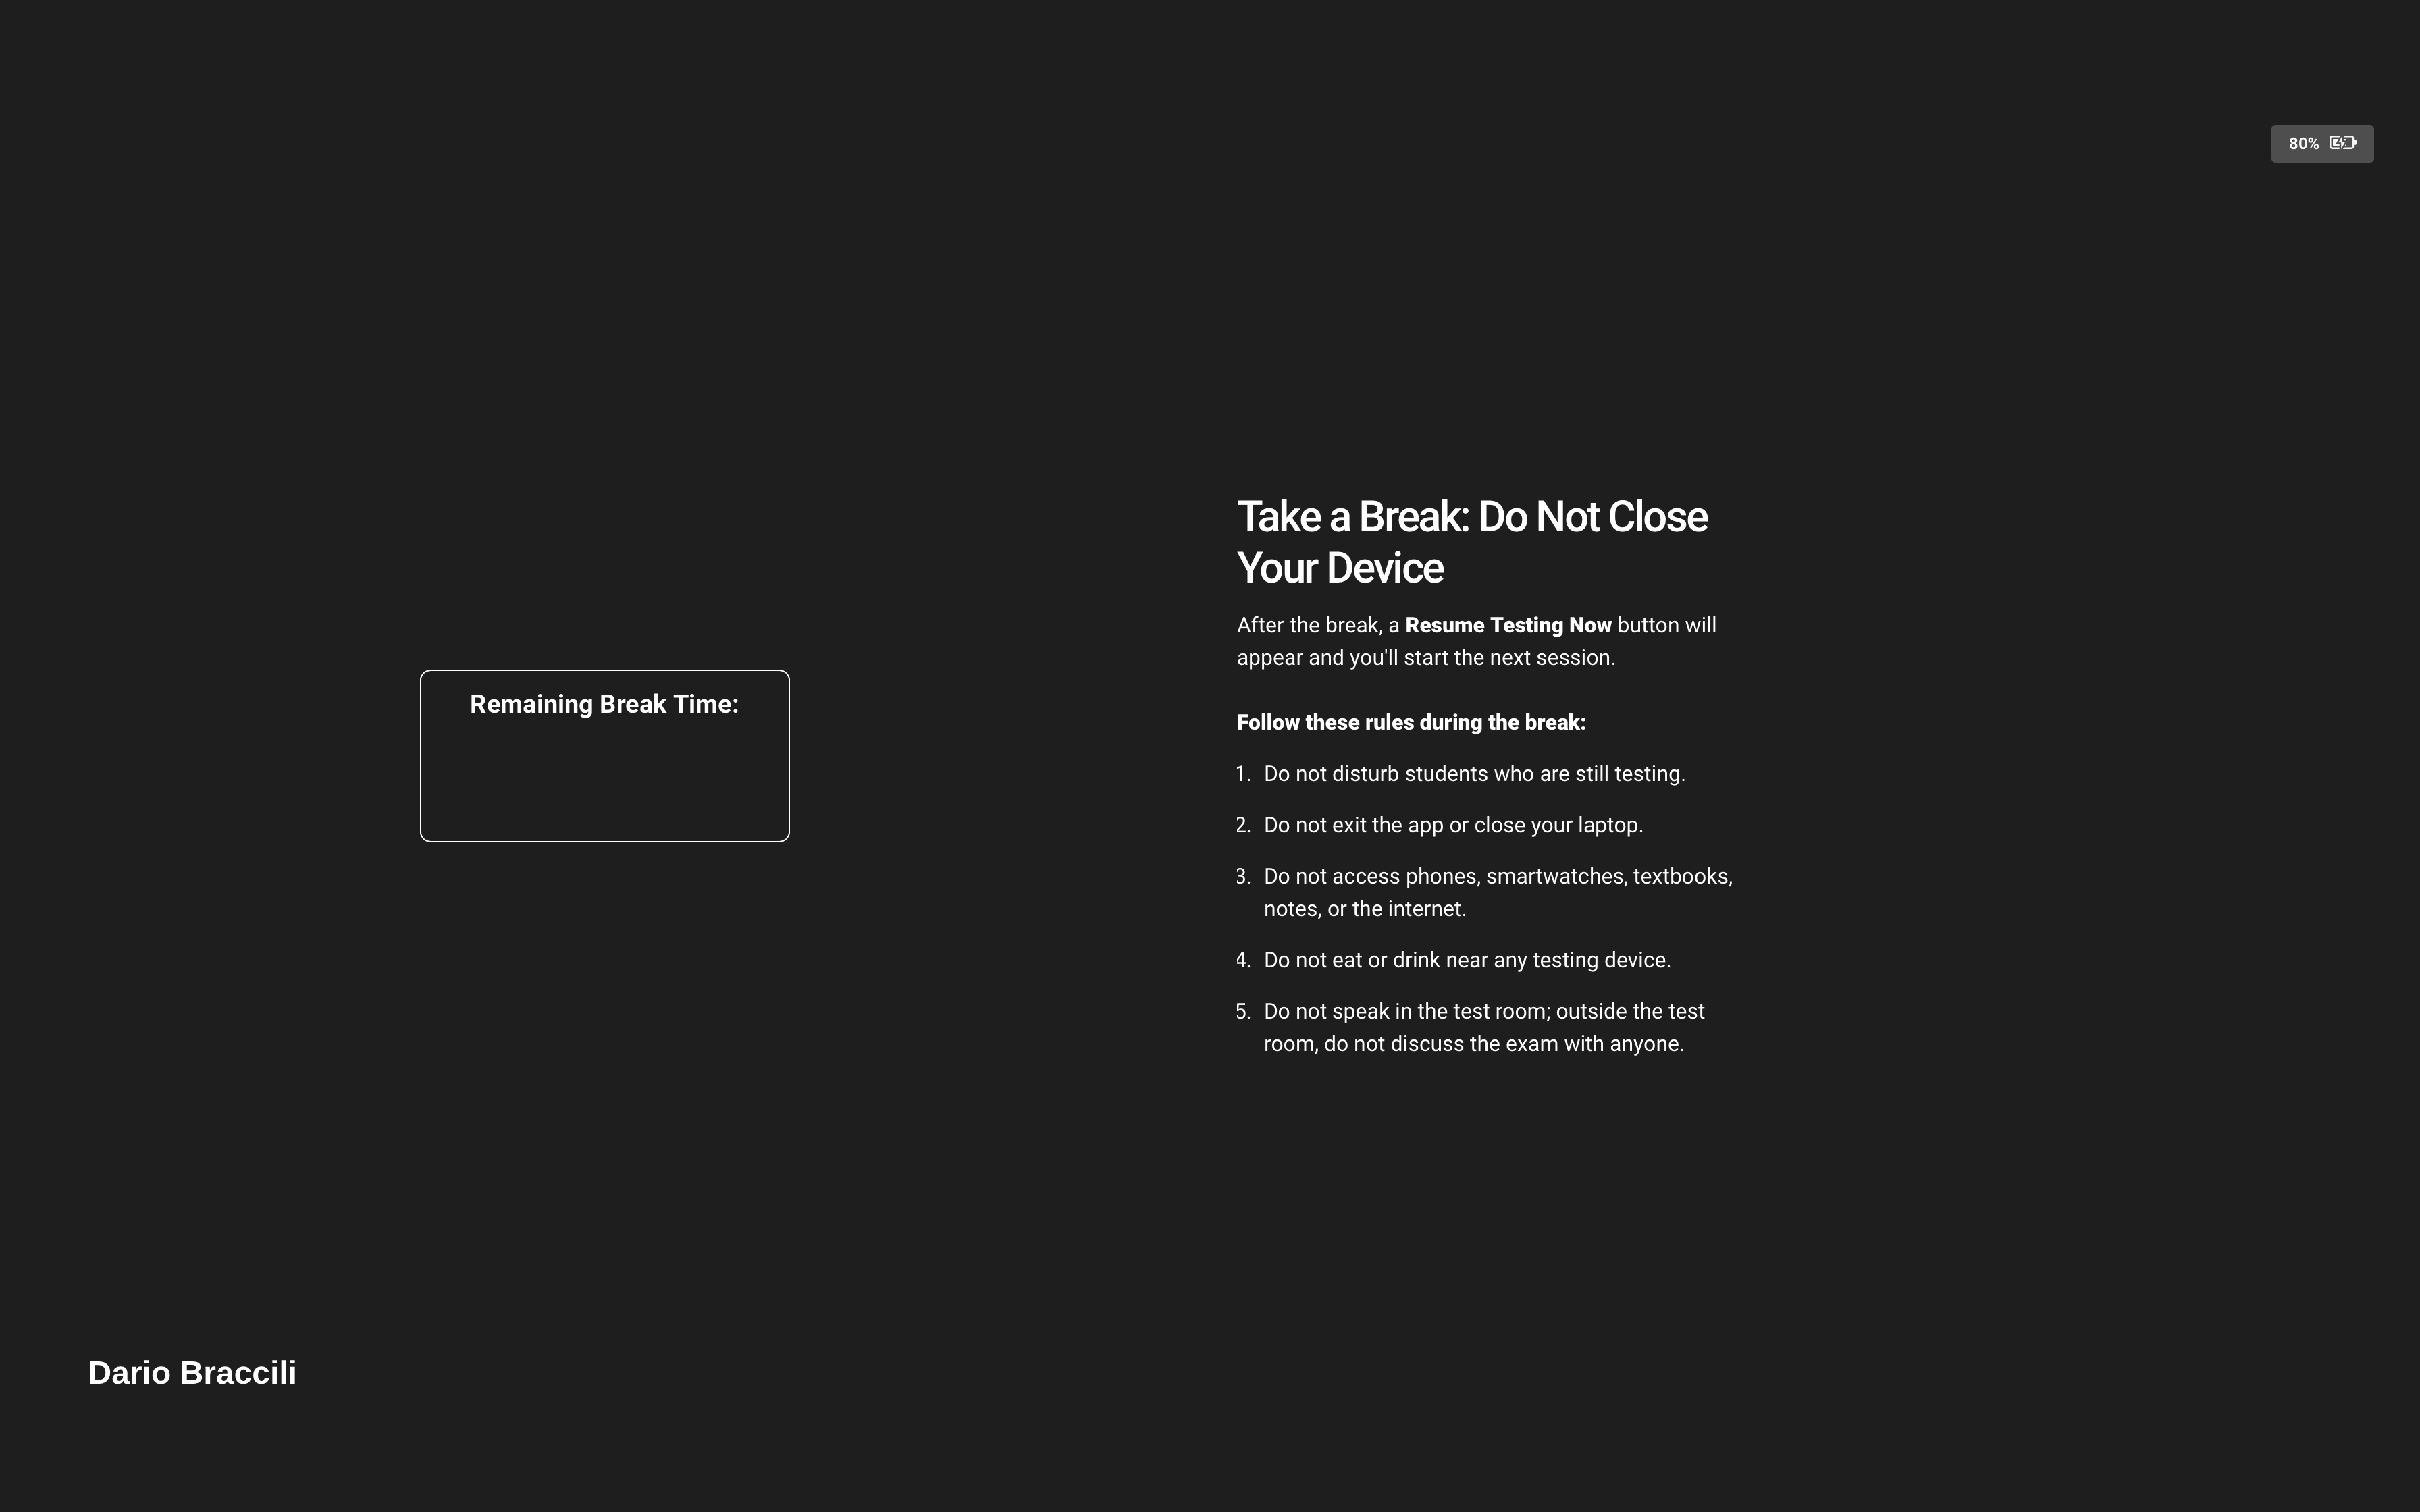 80%
Take a Break: Do Not Close
Your Device
After the break, a Resume Testing Now button will
appear and you'll start the next session.
Remaining Break Time:
Follow these rules during the break:
1. Do not disturb students who are still testing.
2. Do not exit the app or close your laptop.
3. Do not access phones, smartwatches, textbooks,
notes, or the internet.
4. Do not eat or drink near any testing device.
5. Do not speak in the test room; outside the test
room, do not discuss the exam with anyone.
Dario Braccili